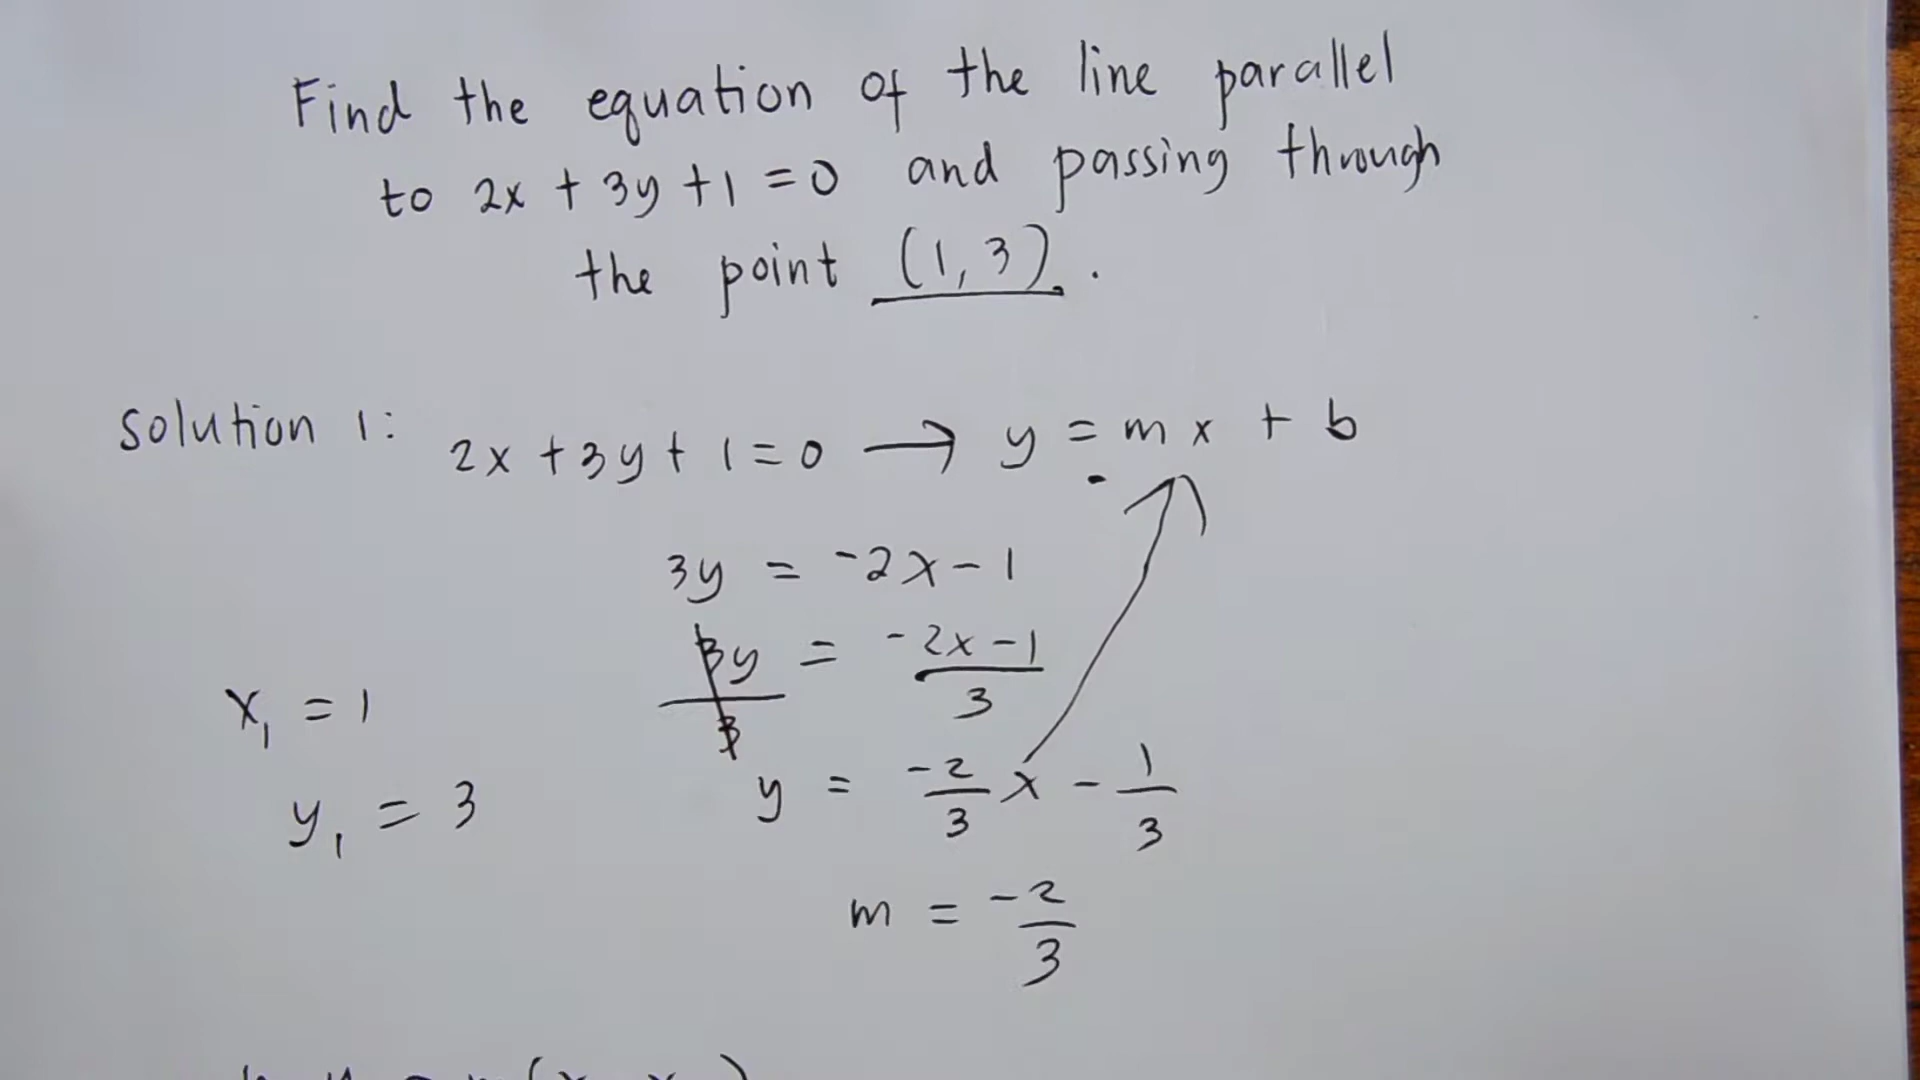 Find the equation of the line parallel
to 2x + 3y + 1 = 0 and passing through
the point (1, 3).
Solution 1: 2x + 3y + 1 = 0 → y = mx + b
3y = -2x - 1
3y/3 = -2x - 1/3
x₁ = 1
y = -2/3 x - 1/3
y₁ = 3
m = -2/3